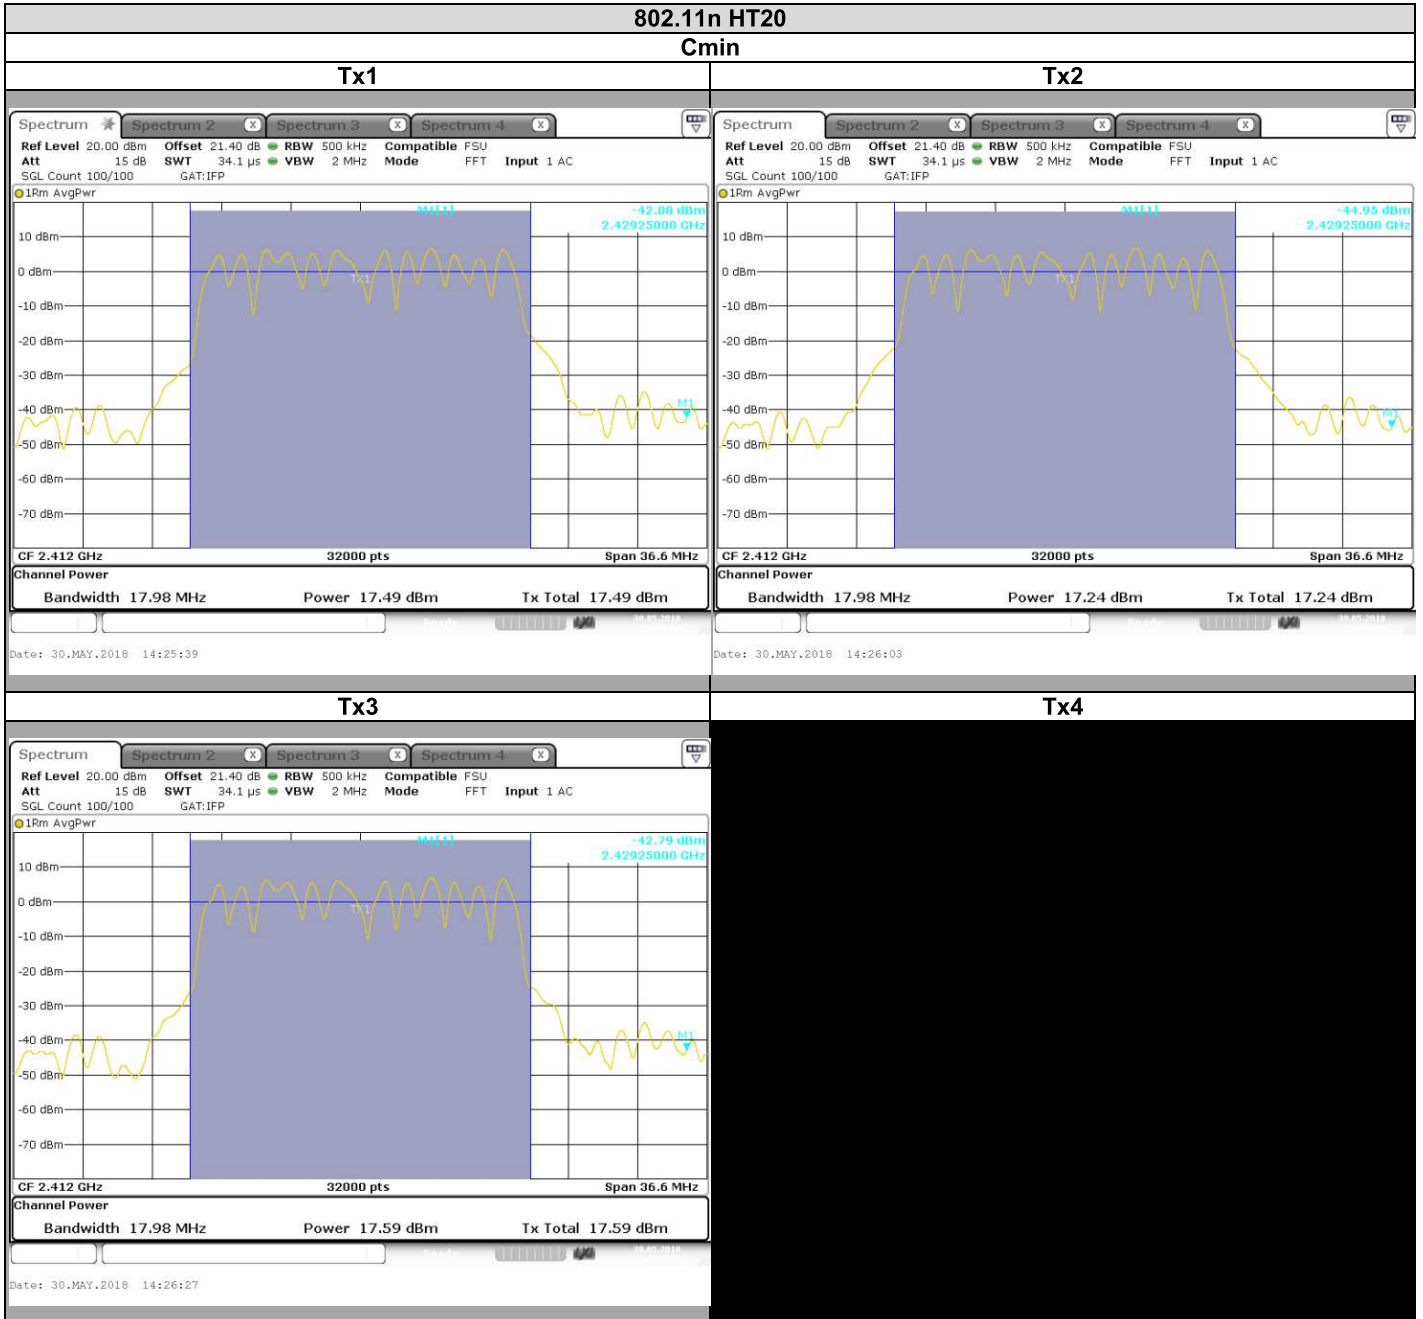 802.11n HT20
Cmin
Tx1
Tx2
Spectrum Spectrum 2 X Spectrum 3 X Spectrum 4 X
Ref Level 20.00 dBm Offset 21.40 dB RBW 500 kHz Compatible FSU
Att 15 dB SWT 34.1 µs VBW 2 MHz Mode FFT Input 1 AC
SGL Count 100/100 GAT:IFP
1Rm AvgPwr
M1[1] -42.08 dBm
2.42925000 GHz
10 dBm
0 dBm
Tx1
-10 dBm
-20 dBm
-30 dBm
-40 dBm
M1
-50 dBm
-60 dBm
-70 dBm
CF 2.412 GHz 32000 pts Span 36.6 MHz
Channel Power
Bandwidth 17.98 MHz Power 17.49 dBm Tx Total 17.49 dBm
30.05.2018
Date: 30.MAY.2018 14:25:39
Spectrum Spectrum 2 X Spectrum 3 X Spectrum 4 X
Ref Level 20.00 dBm Offset 21.40 dB RBW 500 kHz Compatible FSU
Att 15 dB SWT 34.1 µs VBW 2 MHz Mode FFT Input 1 AC
SGL Count 100/100 GAT:IFP
1Rm AvgPwr
M1[1] -44.95 dBm
2.42925000 GHz
10 dBm
0 dBm
Tx1
-10 dBm
-20 dBm
-30 dBm
-40 dBm
M1
-50 dBm
-60 dBm
-70 dBm
CF 2.412 GHz 32000 pts Span 36.6 MHz
Channel Power
Bandwidth 17.98 MHz Power 17.24 dBm Tx Total 17.24 dBm
30.05.2018
Date: 30.MAY.2018 14:26:03
Tx3
Tx4
Spectrum Spectrum 2 X Spectrum 3 X Spectrum 4 X
Ref Level 20.00 dBm Offset 21.40 dB RBW 500 kHz Compatible FSU
Att 15 dB SWT 34.1 µs VBW 2 MHz Mode FFT Input 1 AC
SGL Count 100/100 GAT:IFP
1Rm AvgPwr
M1[1] -42.79 dBm
2.42925000 GHz
10 dBm
0 dBm
Tx1
-10 dBm
-20 dBm
-30 dBm
-40 dBm
M1
-50 dBm
-60 dBm
-70 dBm
CF 2.412 GHz 32000 pts Span 36.6 MHz
Channel Power
Bandwidth 17.98 MHz Power 17.59 dBm Tx Total 17.59 dBm
30.05.2018
Date: 30.MAY.2018 14:26:27